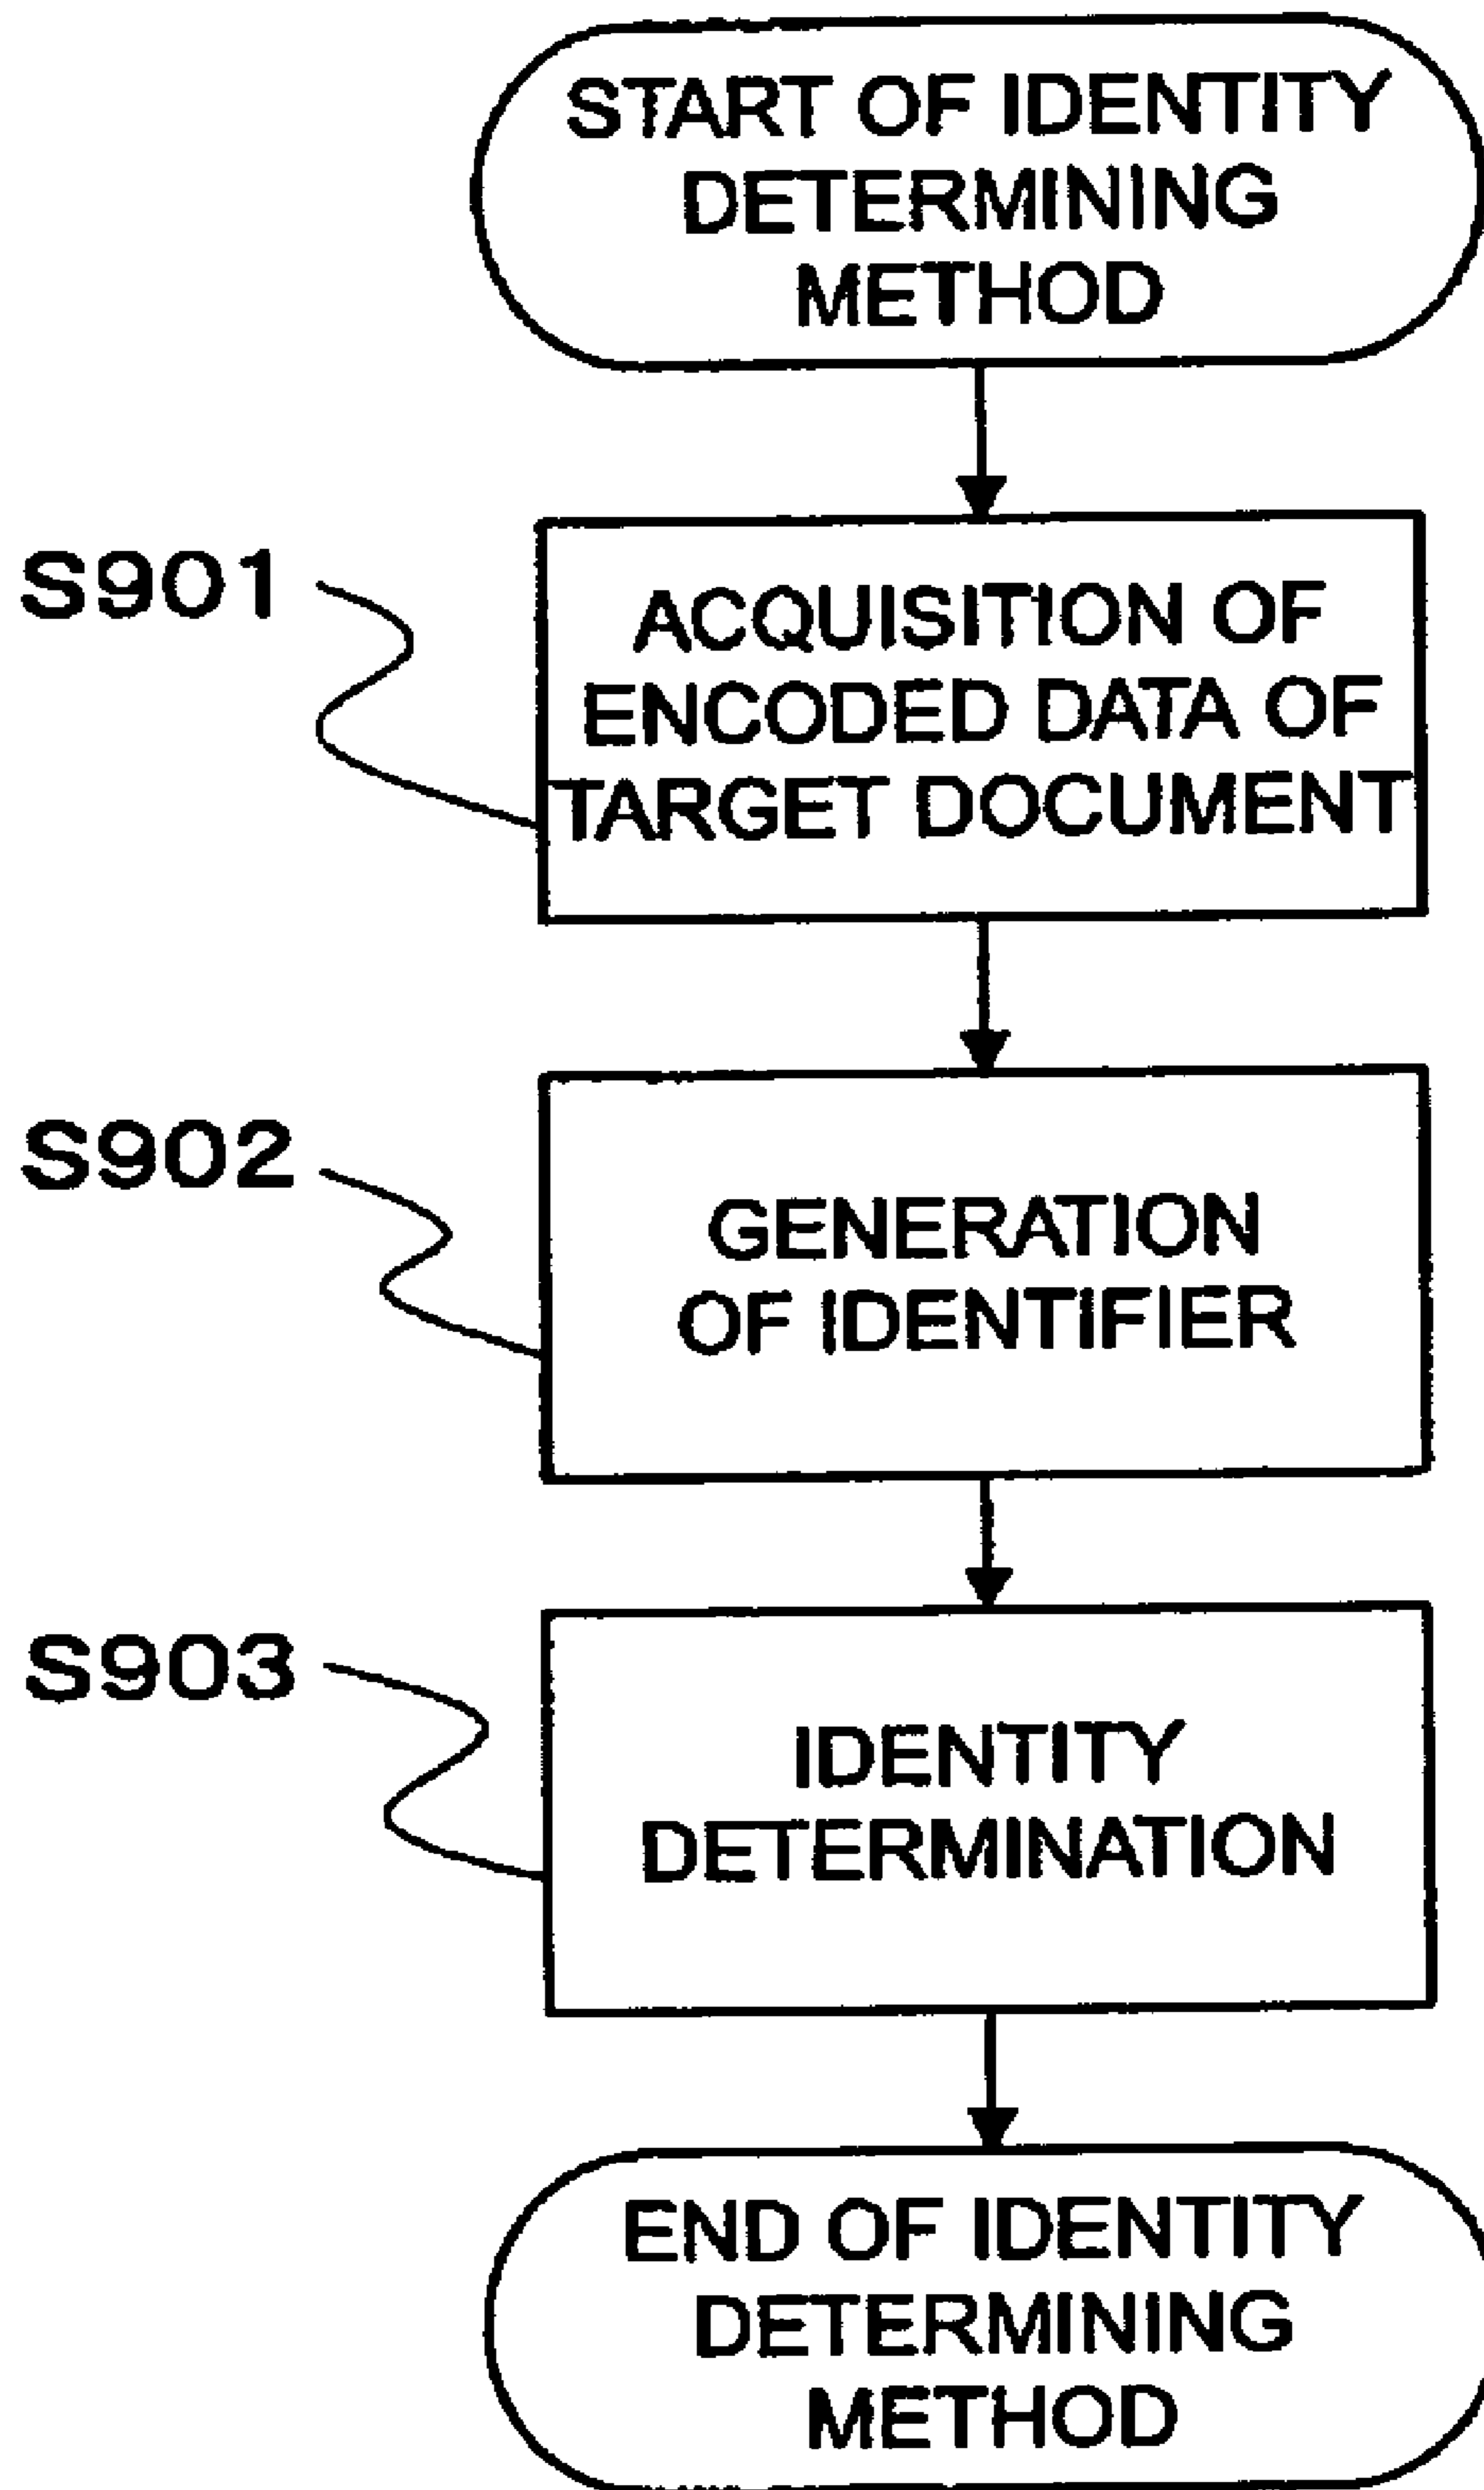 START OF IDENTITY
DETERMINING
METHOD
S901
ACQUISITION OF
ENCODED DATA OF
TARGET DOCUMENT
S902
GENERATION
OF IDENTIFIER
S903
IDENTITY
DETERMINATION
END OF IDENTITY
DETERMINING
METHOD